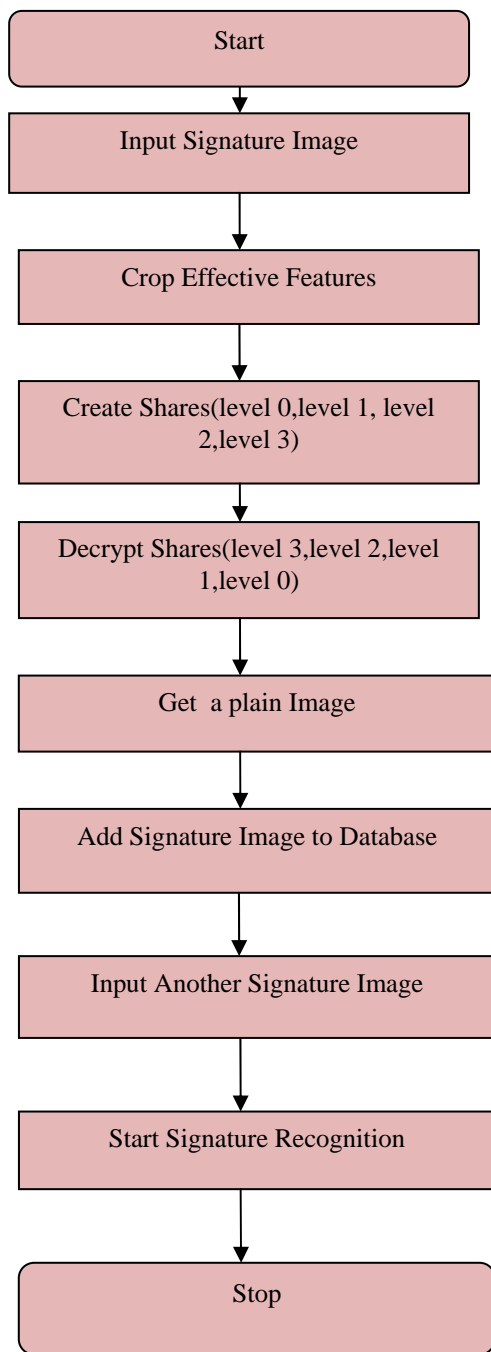 Start
Input Signature Image
Crop Effective Features
Create Shares(level 0,level 1, level
2,level 3)
Decrypt Shares(level 3,level 2,level
1,level 0)
Get  a plain Image
Add Signature Image to Database
Input Another Signature Image
Start Signature Recognition
Stop